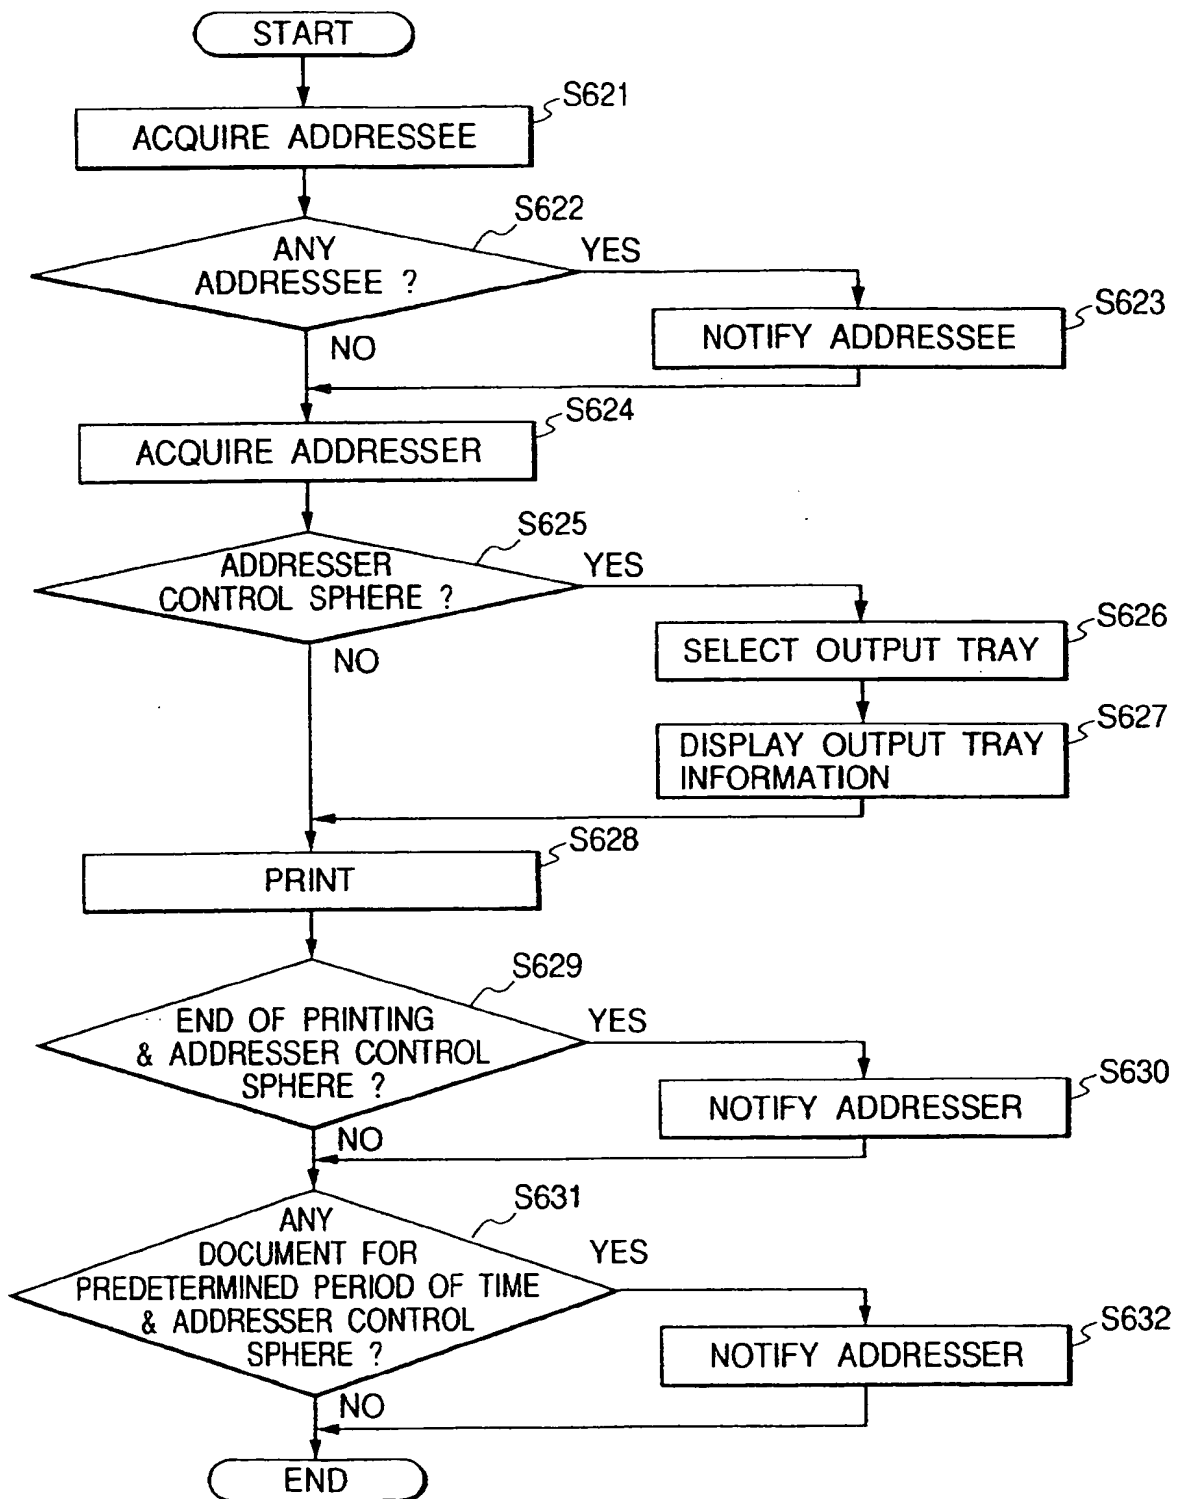 START
S621
ACQUIRE ADDRESSEE
S622
ANY
ADDRESSEE ?
YES
S623
NOTIFY ADDRESSEE
NO
S624
ACQUIRE ADDRESSER
S625
ADDRESSER
CONTROL SPHERE ?
YES
S626
SELECT OUTPUT TRAY
NO
S627
DISPLAY OUTPUT TRAY
INFORMATION
S628
PRINT
S629
END OF PRINTING
& ADDRESSER CONTROL
SPHERE ?
YES
S630
NOTIFY ADDRESSER
NO
S631
ANY
DOCUMENT FOR
PREDETERMINED PERIOD OF TIME
& ADDRESSER CONTROL
SPHERE ?
YES
S632
NOTIFY ADDRESSER
NO
END